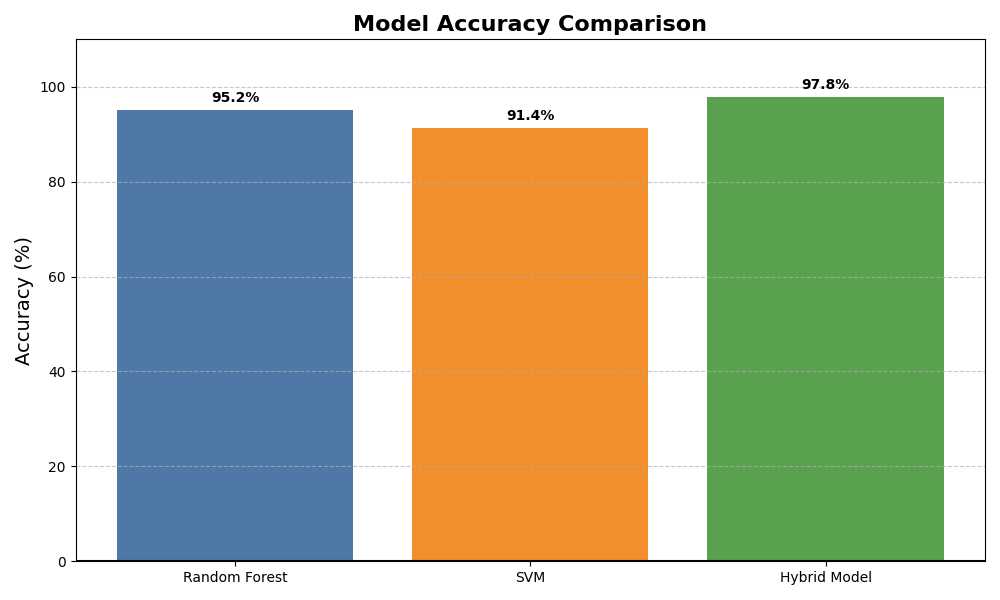 Model Accuracy Comparison
Accuracy (%)
100
80
60
40
20
0
95.2%
91.4%
97.8%
Random Forest
SVM
Hybrid Model